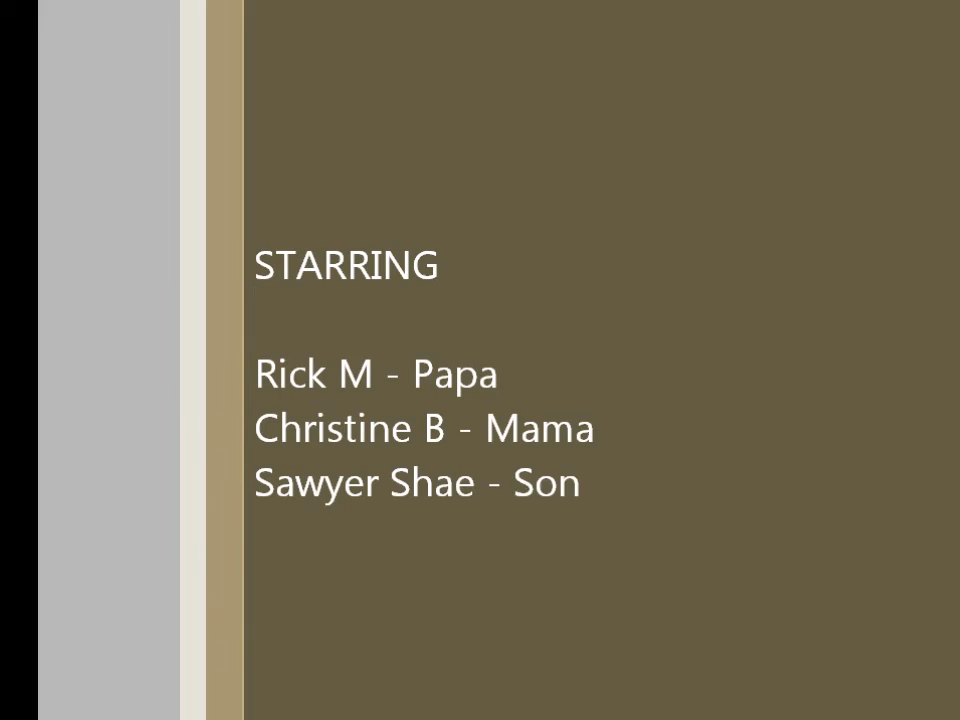 STARRING
Rick M - Papa
Christine B - Mama
Sawyer Shae - Son